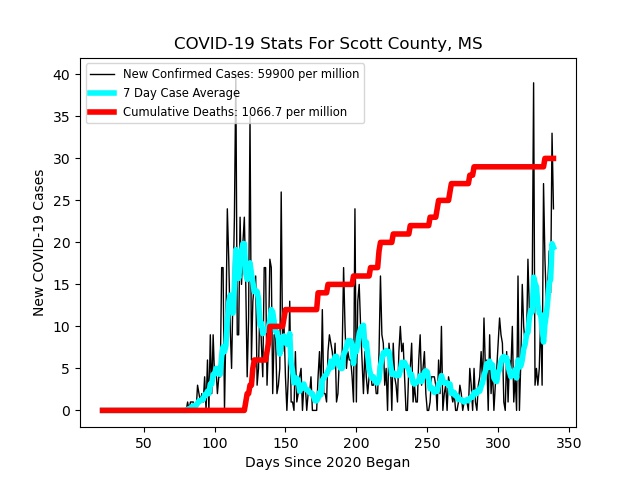 COVID-19 Stats For Scott County, MS
New Confirmed Cases: 59900 per million
7 Day Case Average
Cumulative Deaths: 1066.7 per million
40
35
30
25
20
15
10
5
0
New COVID-19 Cases
50 100 150 200 250 300 350
Days Since 2020 Began